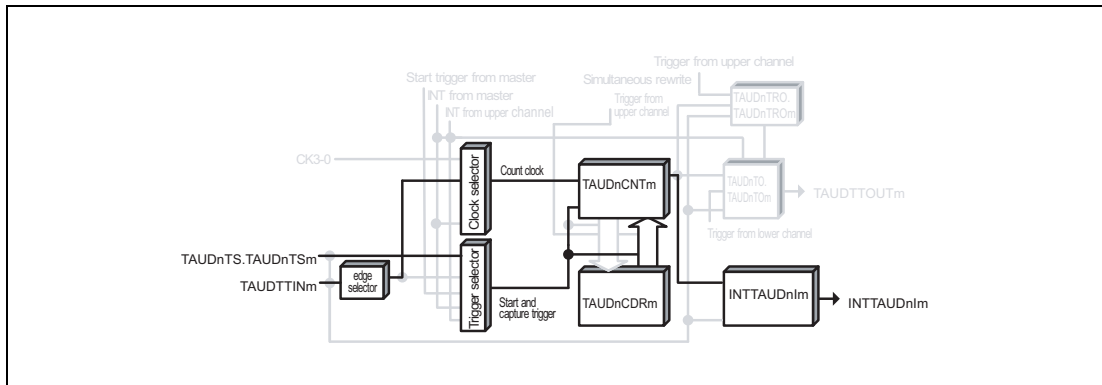 Trigger from upper channel
Start trigger from master
Simultaneous rewrite
INT from master
Trigger from
upper channel
INT from upper channel
TAUDnTRO.
TAUDnTROm
CK3-0
Clock selector
Count clock
TAUDnCNTm
TAUDnTO.
TAUDnTOm
TAUDTTOUTm
Trigger from lower channel
TAUDnTS.TAUDnTSm
TAUDTTINm
edge
selector
Trigger selector
Start and
capture trigger
TAUDnCDRm
INTTAUDnIm
INTTAUDnIm